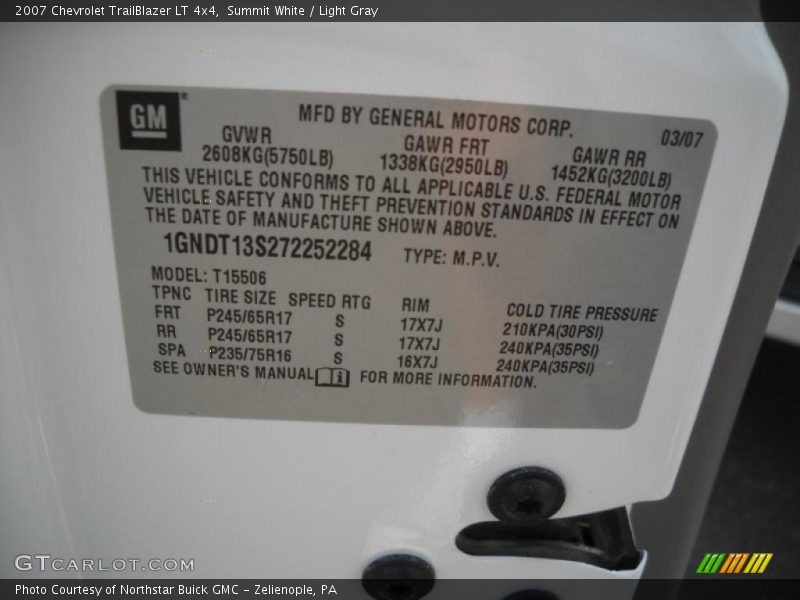 2007 Chevrolet TrailBlazer LT 4x4, Summit White / Light Gray
GM®
MFD BY GENERAL MOTORS CORP.
03/07
GVWR GAWR FRT GAWR RR
2608KG(5750LB) 1338KG(2950LB) 1452KG(3200LB)
THIS VEHICLE CONFORMS TO ALL APPLICABLE U.S. FEDERAL MOTOR
VEHICLE SAFETY AND THEFT PREVENTION STANDARDS IN EFFECT ON
THE DATE OF MANUFACTURE SHOWN ABOVE.
1GNDT13S272252284 TYPE: M.P.V.
MODEL: T15506
TPNC TIRE SIZE SPEED RTG RIM COLD TIRE PRESSURE
FRT P245/65R17 S 17X7J 210KPA(30PSI)
RR P245/65R17 S 17X7J 240KPA(35PSI)
SPA P235/75R16 S 16X7J 240KPA(35PSI)
SEE OWNER'S MANUAL i FOR MORE INFORMATION.
GTCARLOT.COM
Photo Courtesy of Northstar Buick GMC - Zelienople, PA